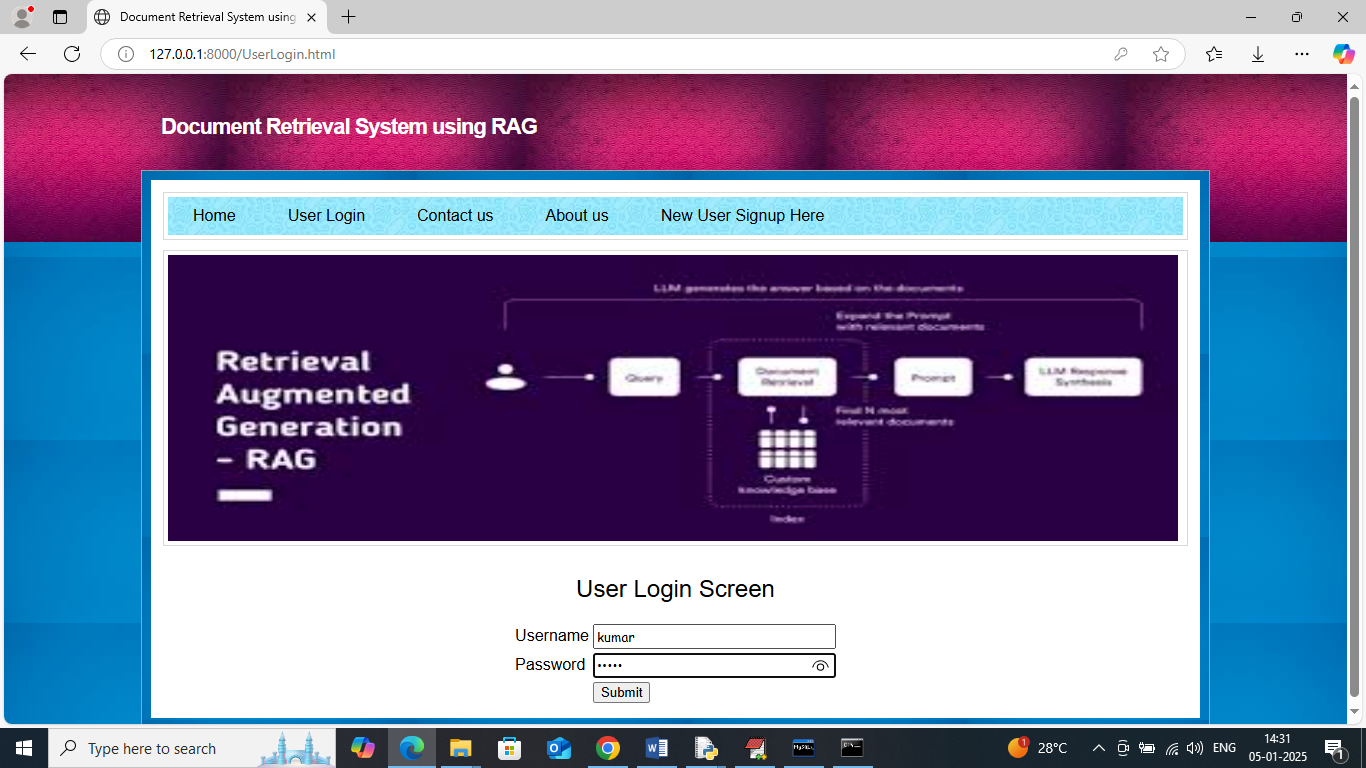 Document Retrieval System using
127.0.0.1:8000/UserLogin.html
Document Retrieval System using RAG
Home User Login Contact us About us New User Signup Here
LLM generates the answer based on the documents
Expand the Prompt
with relevant documents
Retrieval
Augmented
Generation
– RAG
Query
Document
Retrieval
Prompt
LLM Response
Synthesis
Find N most
relevant documents
Custom
knowledge base
Index
User Login Screen
Username kumar
Password •••••
Submit
Type here to search
28°C
ENG
14:31
05-01-2025
1
1